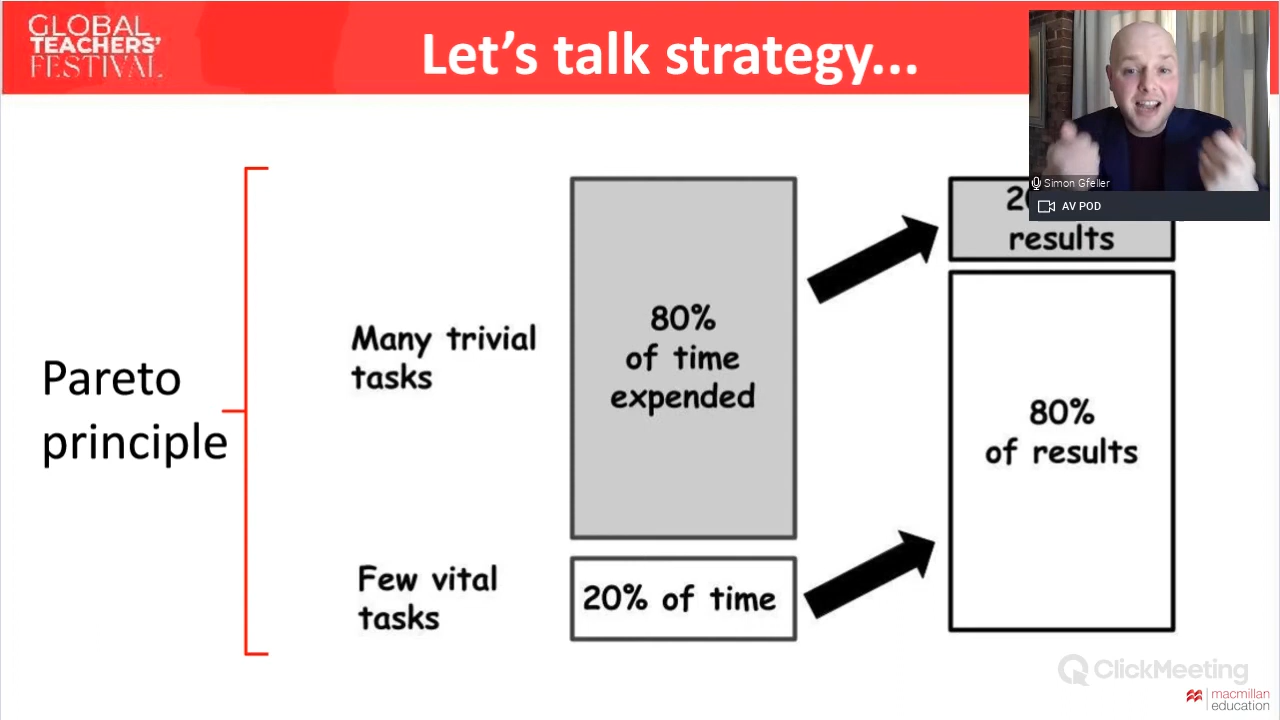 GLOBAL
TEACHERS'
FESTIVAL
Let's talk strategy...
Simon Gfeller
AV POD
Pareto
principle
Many trivial
tasks
80%
of time
expended
results
80%
of results
Few vital
tasks
20% of time
ClickMeeting
macmillan
education